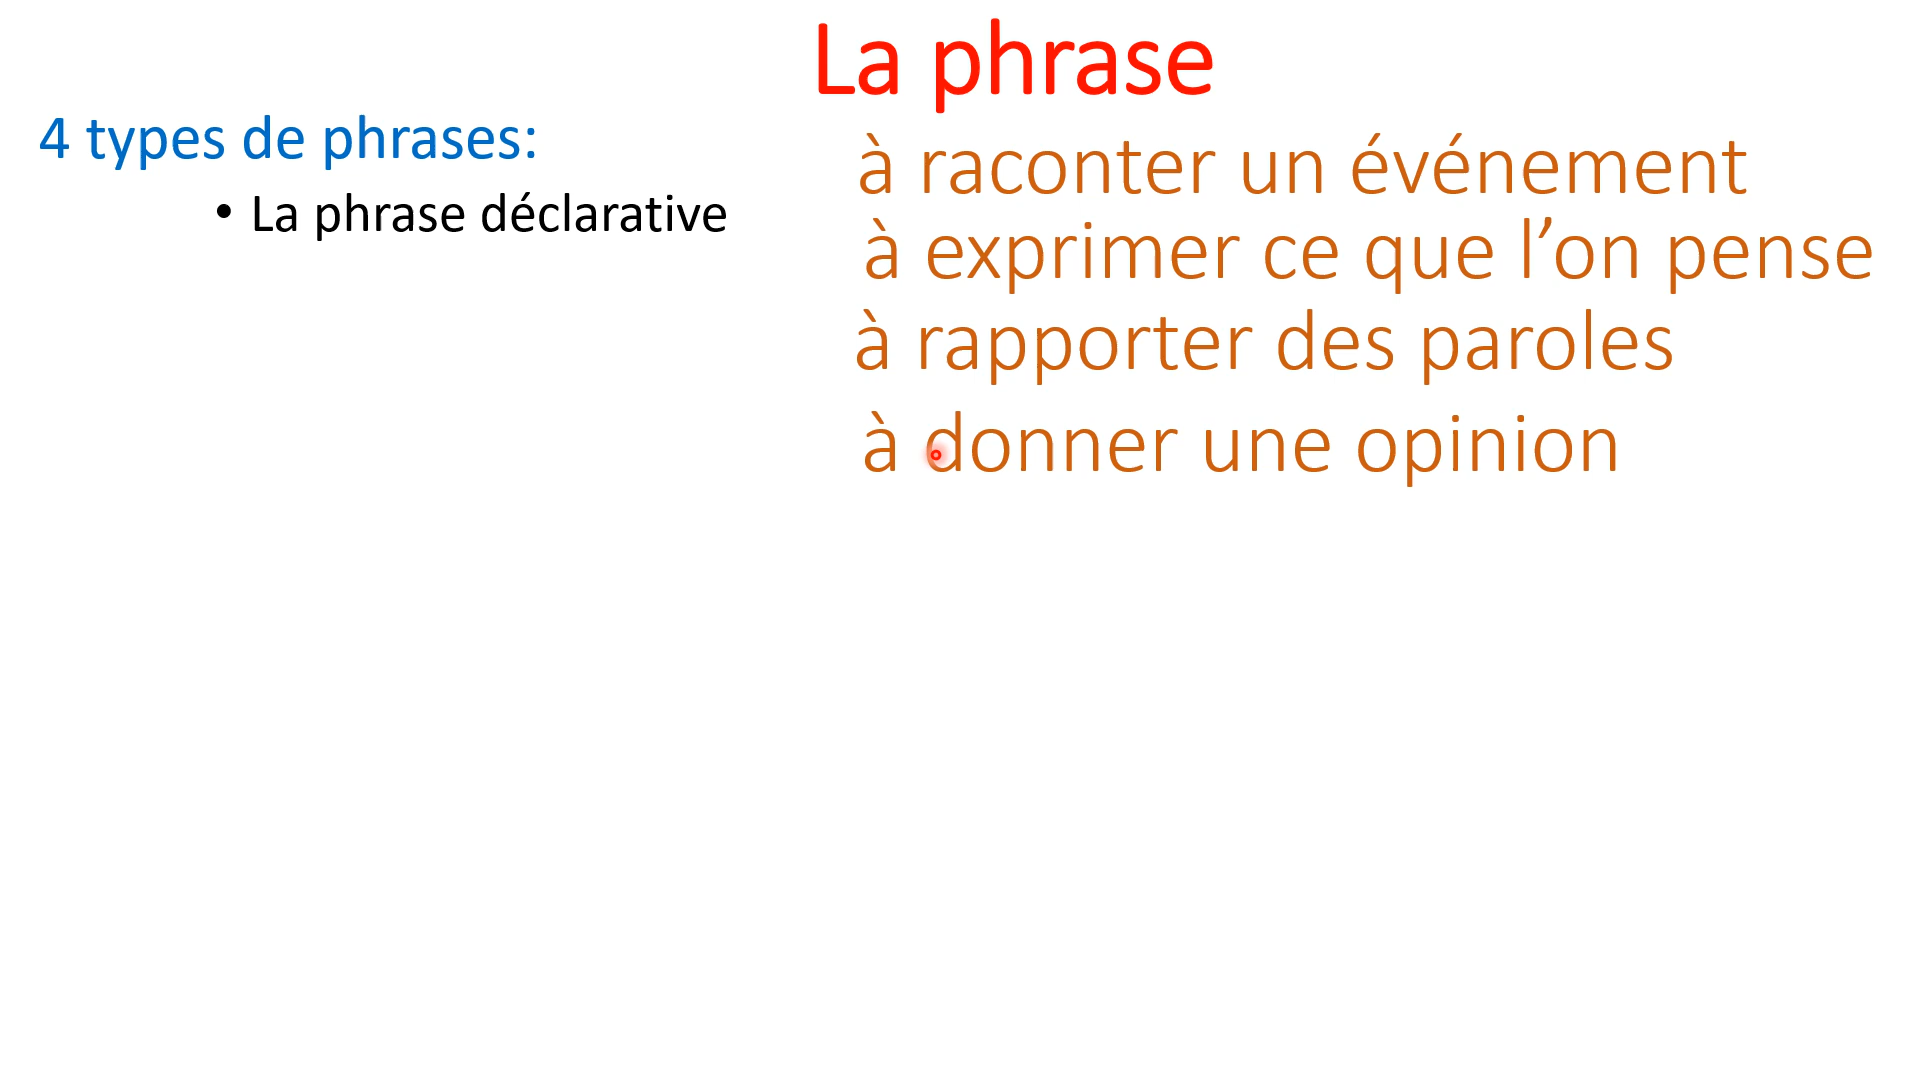 La phrase
4 types de phrases:
• La phrase déclarative
à raconter un événement
à exprimer ce que l’on pense
à rapporter des paroles
à donner une opinion